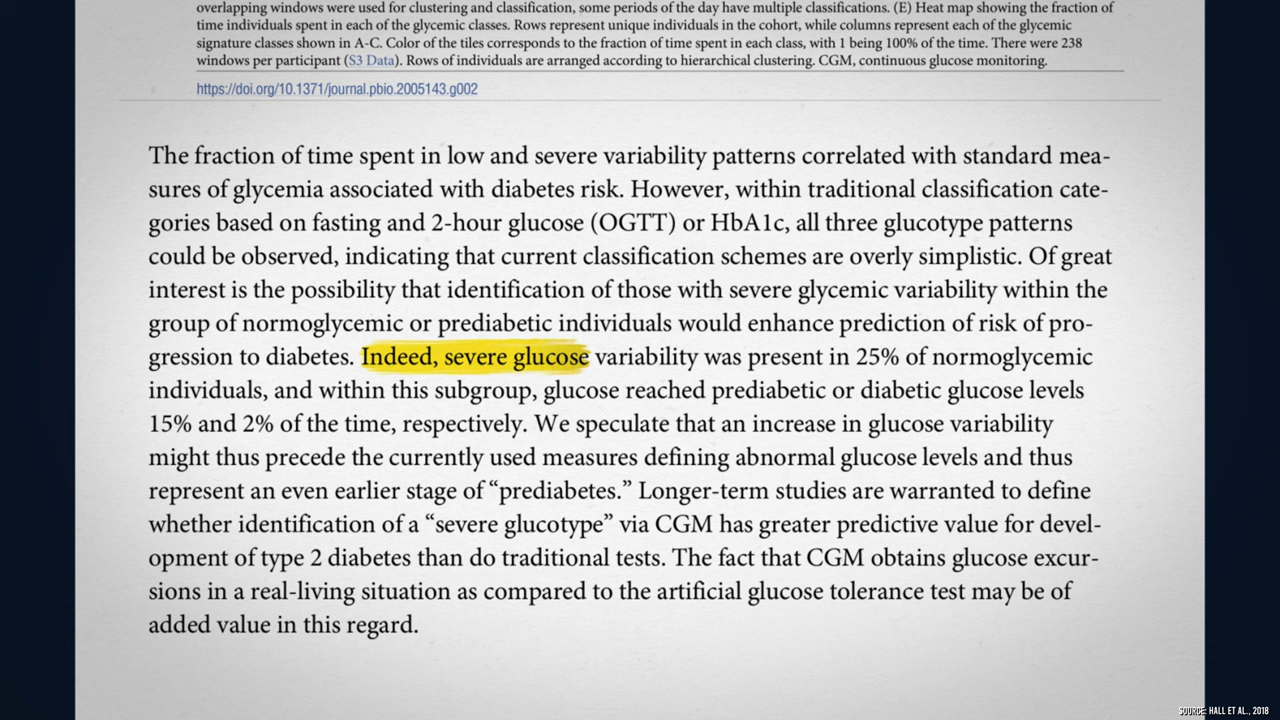 overlapping windows were used for clustering and classification, some periods of the day have multiple classifications. (E) Heat map showing the fraction of
time individuals spent in each of the glycemic classes. Rows represent unique individuals in the cohort, while columns represent each of the glycemic
signature classes shown in A-C. Color of the tiles corresponds to the fraction of time spent in each class, with 1 being 100% of the time. There were 238
windows per participant (S3 Data). Rows of individuals are arranged according to hierarchical clustering. CGM, continuous glucose monitoring.
https://doi.org/10.1371/journal.pbio.2005143.g002
The fraction of time spent in low and severe variability patterns correlated with standard mea-
sures of glycemia associated with diabetes risk. However, within traditional classification cate-
gories based on fasting and 2-hour glucose (OGTT) or HbA1c, all three glucotype patterns
could be observed, indicating that current classification schemes are overly simplistic. Of great
interest is the possibility that identification of those with severe glycemic variability within the
group of normoglycemic or prediabetic individuals would enhance prediction of risk of pro-
gression to diabetes. Indeed, severe glucose variability was present in 25% of normoglycemic
individuals, and within this subgroup, glucose reached prediabetic or diabetic glucose levels
15% and 2% of the time, respectively. We speculate that an increase in glucose variability
might thus precede the currently used measures defining abnormal glucose levels and thus
represent an even earlier stage of “prediabetes.” Longer-term studies are warranted to define
whether identification of a “severe glucotype” via CGM has greater predictive value for devel-
opment of type 2 diabetes than do traditional tests. The fact that CGM obtains glucose excur-
sions in a real-living situation as compared to the artificial glucose tolerance test may be of
added value in this regard.
SOURCE: HALL ET AL., 2018